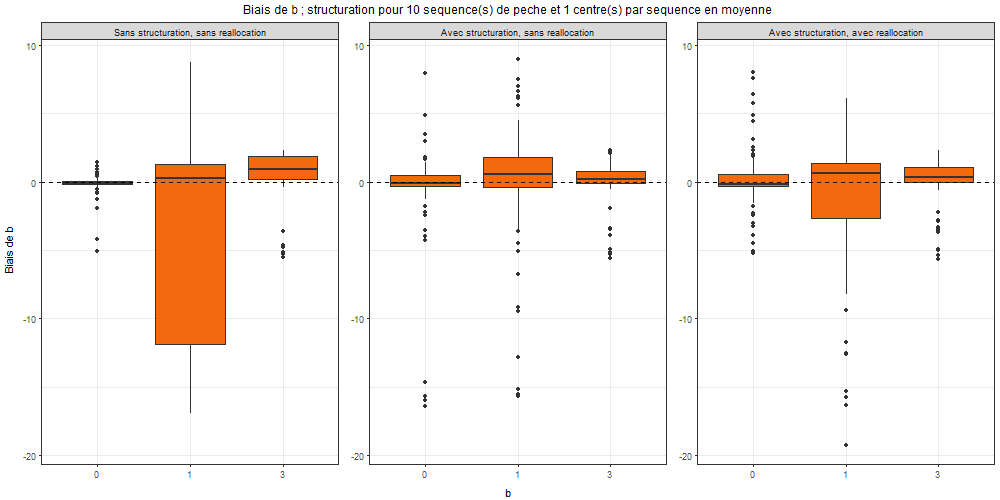 Biais de b ; structuration pour 10 sequence(s) de peche et 1 centre(s) par sequence en moyenne
Sans structuration, sans reallocation
Avec structuration, sans reallocation
Avec structuration, avec reallocation
Biais de b
10
0
-10
-20
0 1 3
10
0
-10
-20
0 1 3
10
0
-10
-20
0 1 3
b